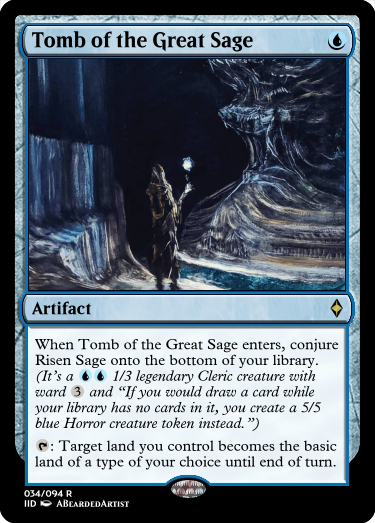 Tomb of the Great Sage
Artifact
When Tomb of the Great Sage enters, conjure
Risen Sage onto the bottom of your library.
(It's a 1/3 legendary Cleric creature with
ward 3 and “If you would draw a card while
your library has no cards in it, you create a 5/5
blue Horror creature token instead.”)
: Target land you control becomes the basic
land of a type of your choice until end of turn.
034/094 R
IID ABEARDEDARTIST